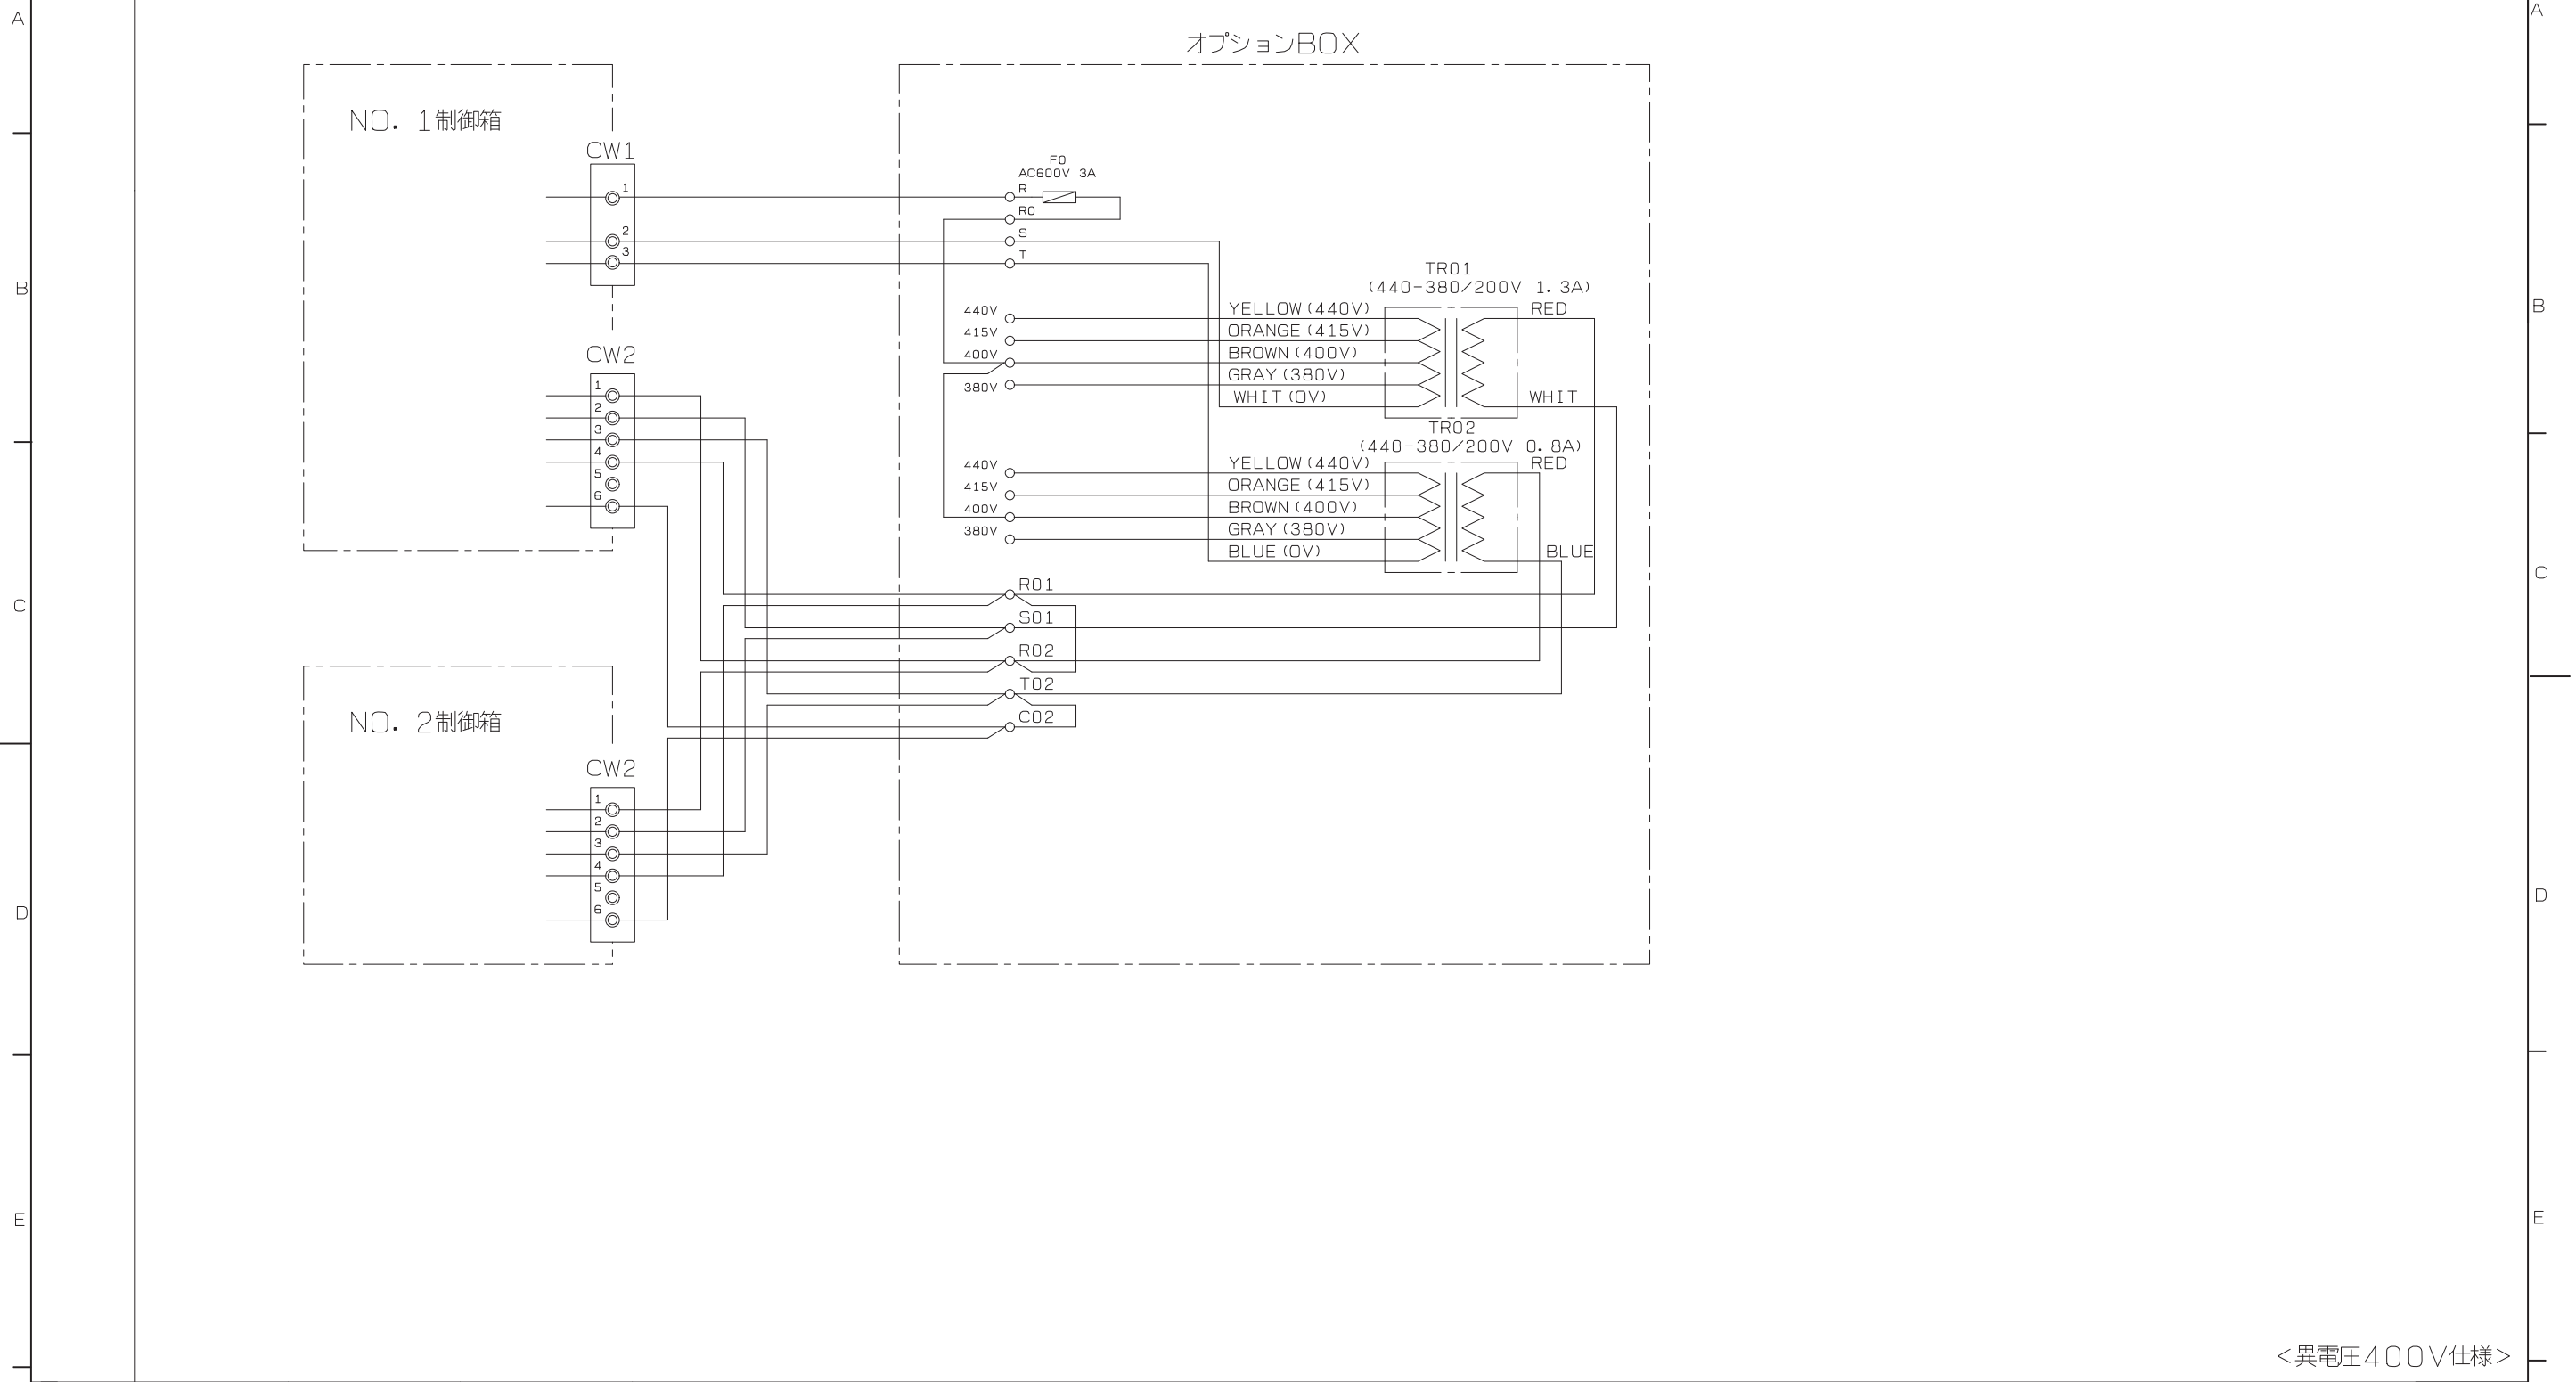 A
A
オプションBOX
NO. 1制御箱
CW1
1
2
3
F0
AC600V 3A
R
R0
S
T
TR01
(440-380/200V 1. 3A)
440V
YELLOW(440V)
RED
415V
ORANGE(415V)
400V
BROWN(400V)
380V
GRAY(380V)
WHIT(0V)
WHIT
B
B
CW2
1
2
3
4
5
6
TR02
(440-380/200V 0. 8A)
440V
YELLOW(440V)
RED
415V
ORANGE(415V)
400V
BROWN(400V)
380V
GRAY(380V)
BLUE(0V)
BLUE
R01
S01
R02
T02
C02
C
C
NO. 2制御箱
CW2
1
2
3
4
5
6
D
D
E
E
<異電圧400V仕様>